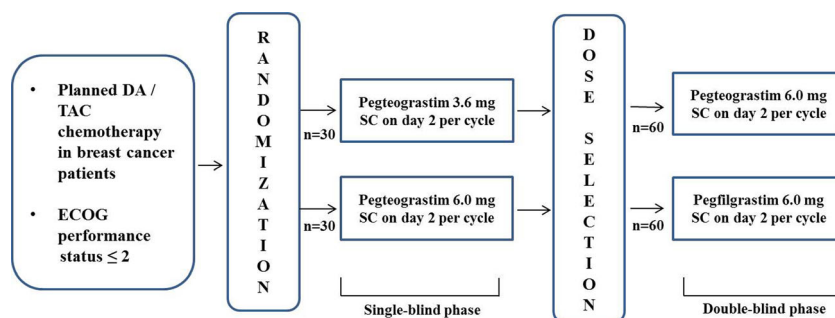 • Planned DA /
TAC
chemotherapy
in breast cancer
patients
• ECOG
performance
status ≤ 2
RANDOMIZATION
n=30
Pegteograstim 3.6 mg
SC on day 2 per cycle
n=30
Pegteograstim 6.0 mg
SC on day 2 per cycle
Single-blind phase
DOSE SELECTION
n=60
Pegteograstim 6.0 mg
SC on day 2 per cycle
n=60
Pegfilgrastim 6.0 mg
SC on day 2 per cycle
Double-blind phase